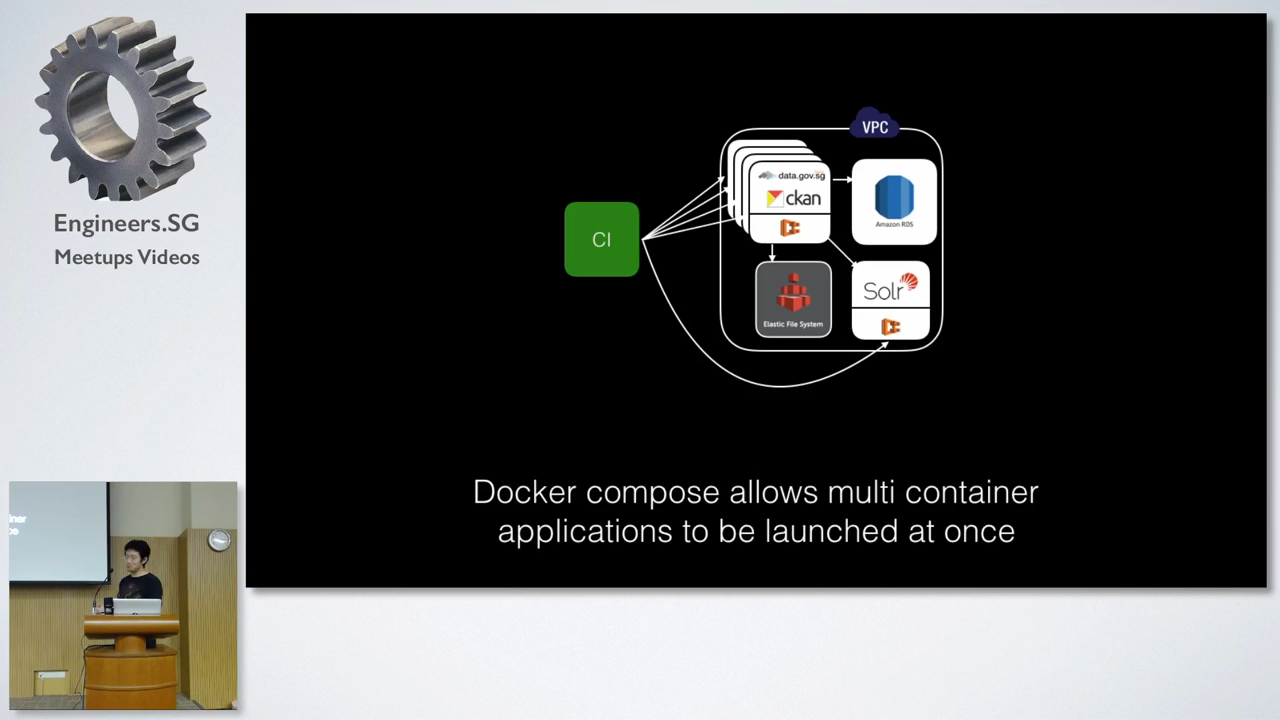 Engineers.SG
Meetups Videos
VPC
data.gov.sg
ckan
Amazon RDS
CI
Elastic File System
Solr
Docker compose allows multi container
applications to be launched at once